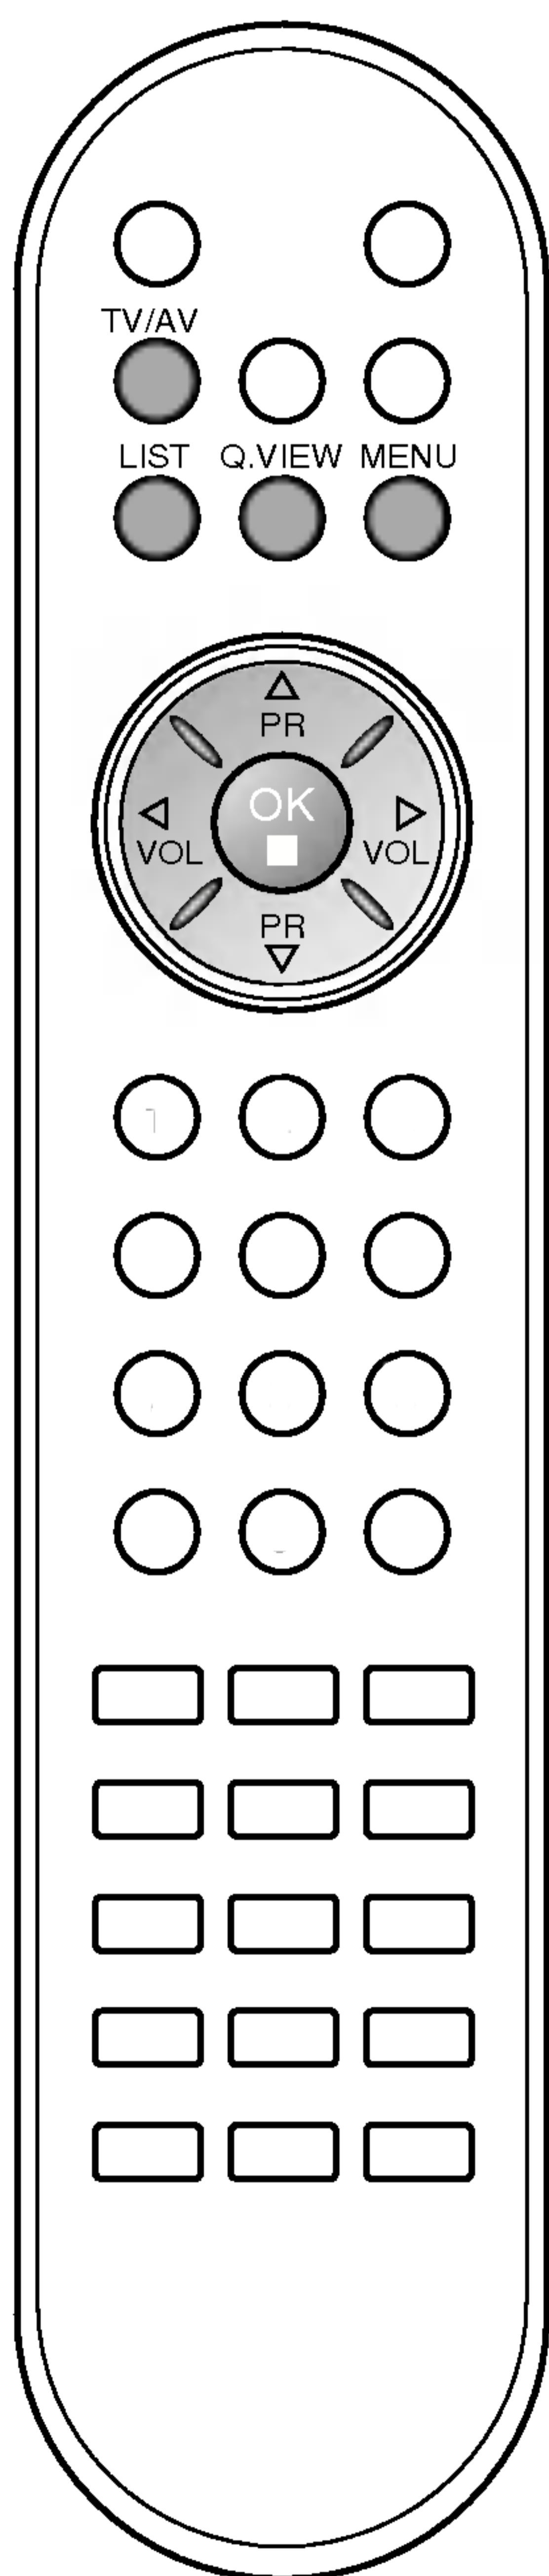 TV/AV
LIST Q.VIEW MENU
△
PR
OK
◁ ▷
VOL ■ VOL
PR
▽